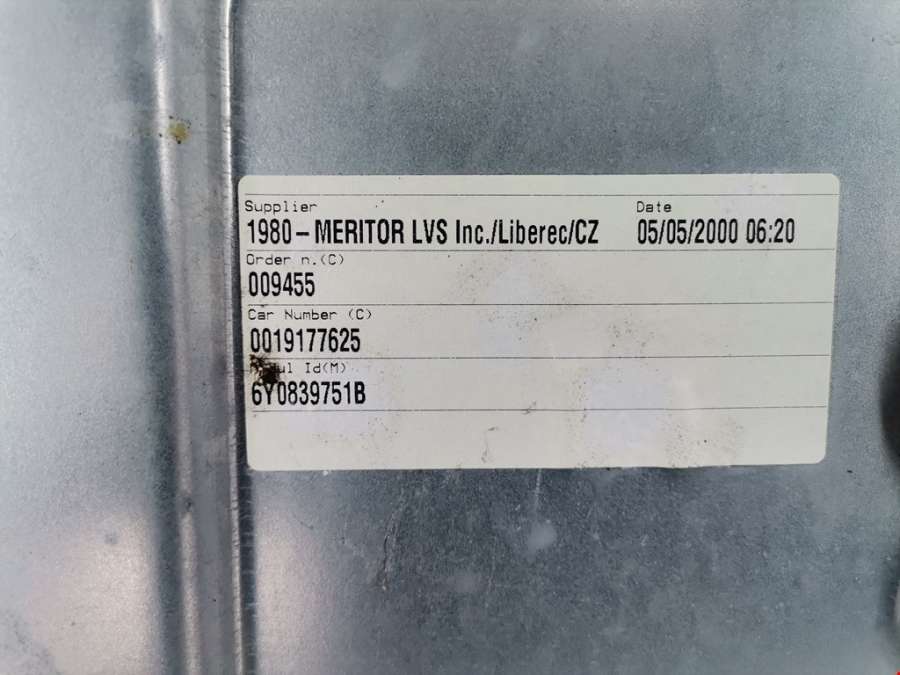 Supplier
Date
1980 – MERITOR LVS Inc./Liberec/CZ
05/05/2000 06:20
Order n.(C)
009455
Car Number (C)
0019177625
Id(M)
6Y0839751B